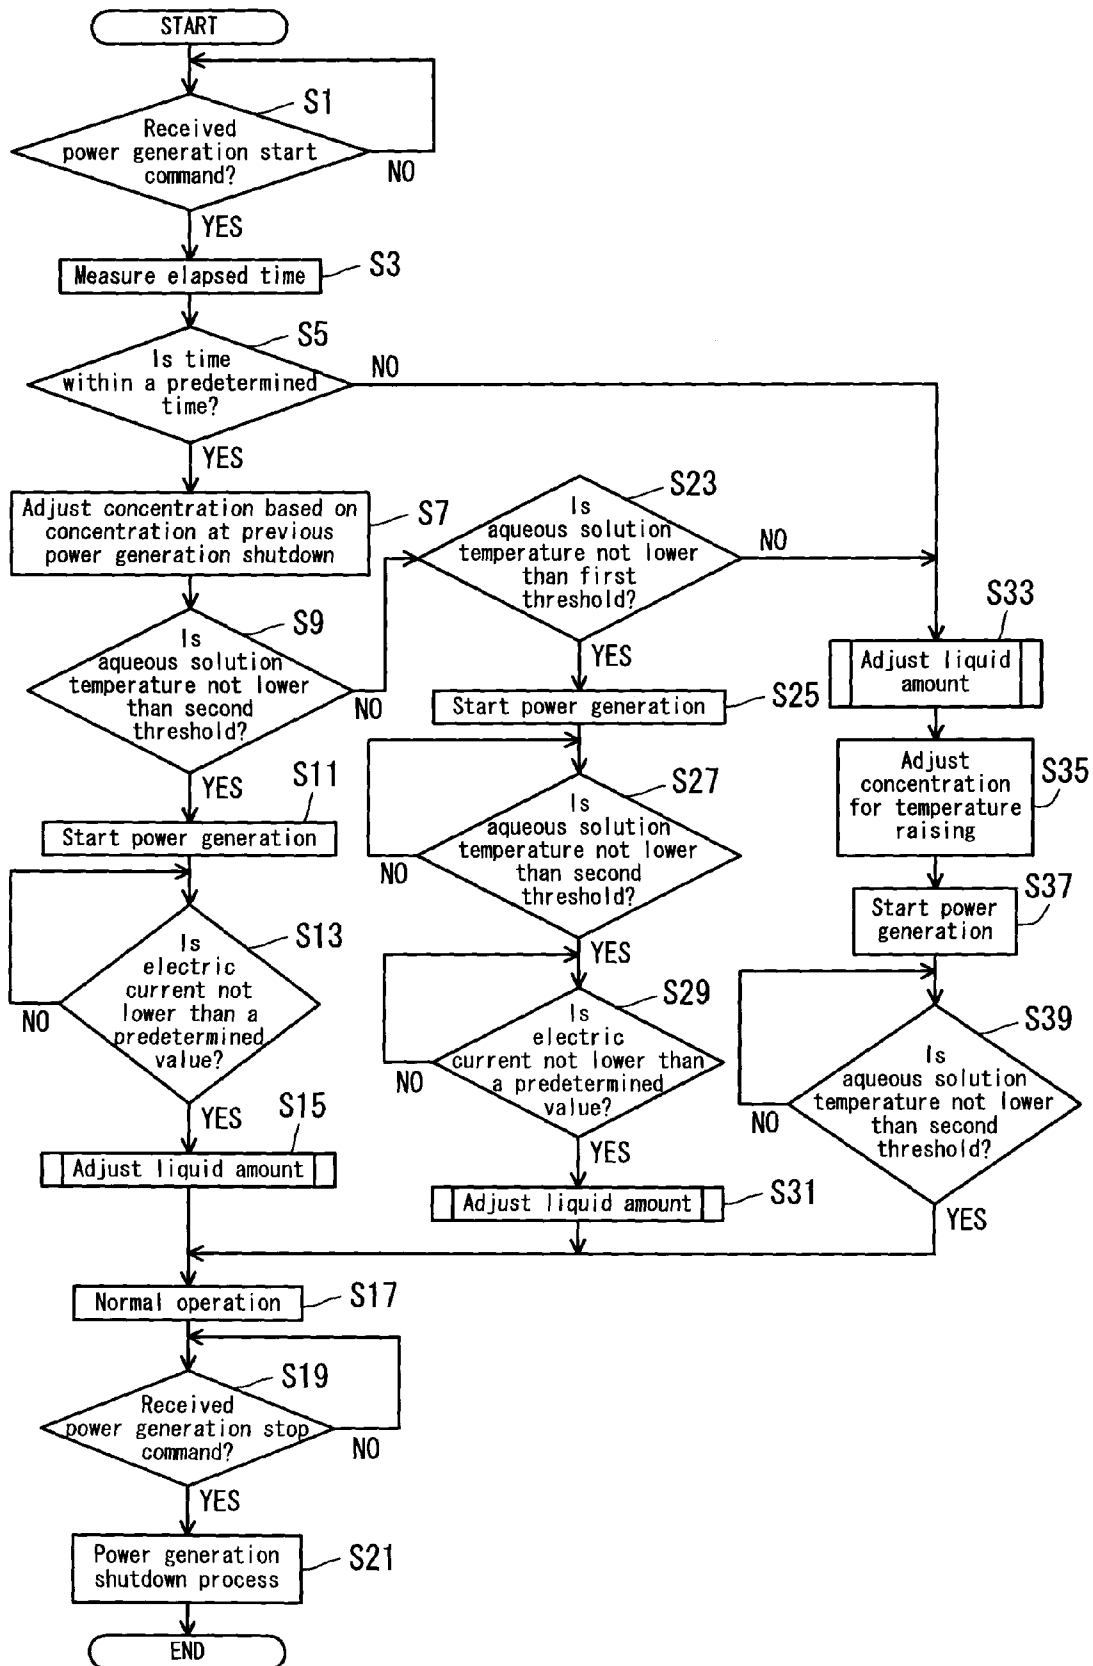 START
S1
Received
power generation start
command?
NO
YES
Measure elapsed time
S3
S5
Is time
within a predetermined
time?
NO
YES
Adjust concentration based on
concentration at previous
power generation shutdown
S7
S9
Is
aqueous solution
temperature not lower
than second
threshold?
NO
YES
S11
Start power generation
S13
Is
electric
current not
lower than a
predetermined
value?
NO
YES
S15
Adjust liquid amount
S23
Is
aqueous solution
temperature not lower
than first
threshold?
NO
YES
Start power generation
S25
S27
Is
aqueous solution
temperature not lower
than second
threshold?
NO
YES
S29
Is
electric
current not lower than
a predetermined
value?
NO
YES
Adjust liquid amount
S31
S33
Adjust liquid
amount
Adjust
concentration
for temperature
raising
S35
S37
Start power
generation
S39
Is
aqueous solution
temperature not lower
than second
threshold?
NO
YES
Normal operation
S17
S19
Received
power generation stop
command?
NO
YES
Power generation
shutdown process
S21
END